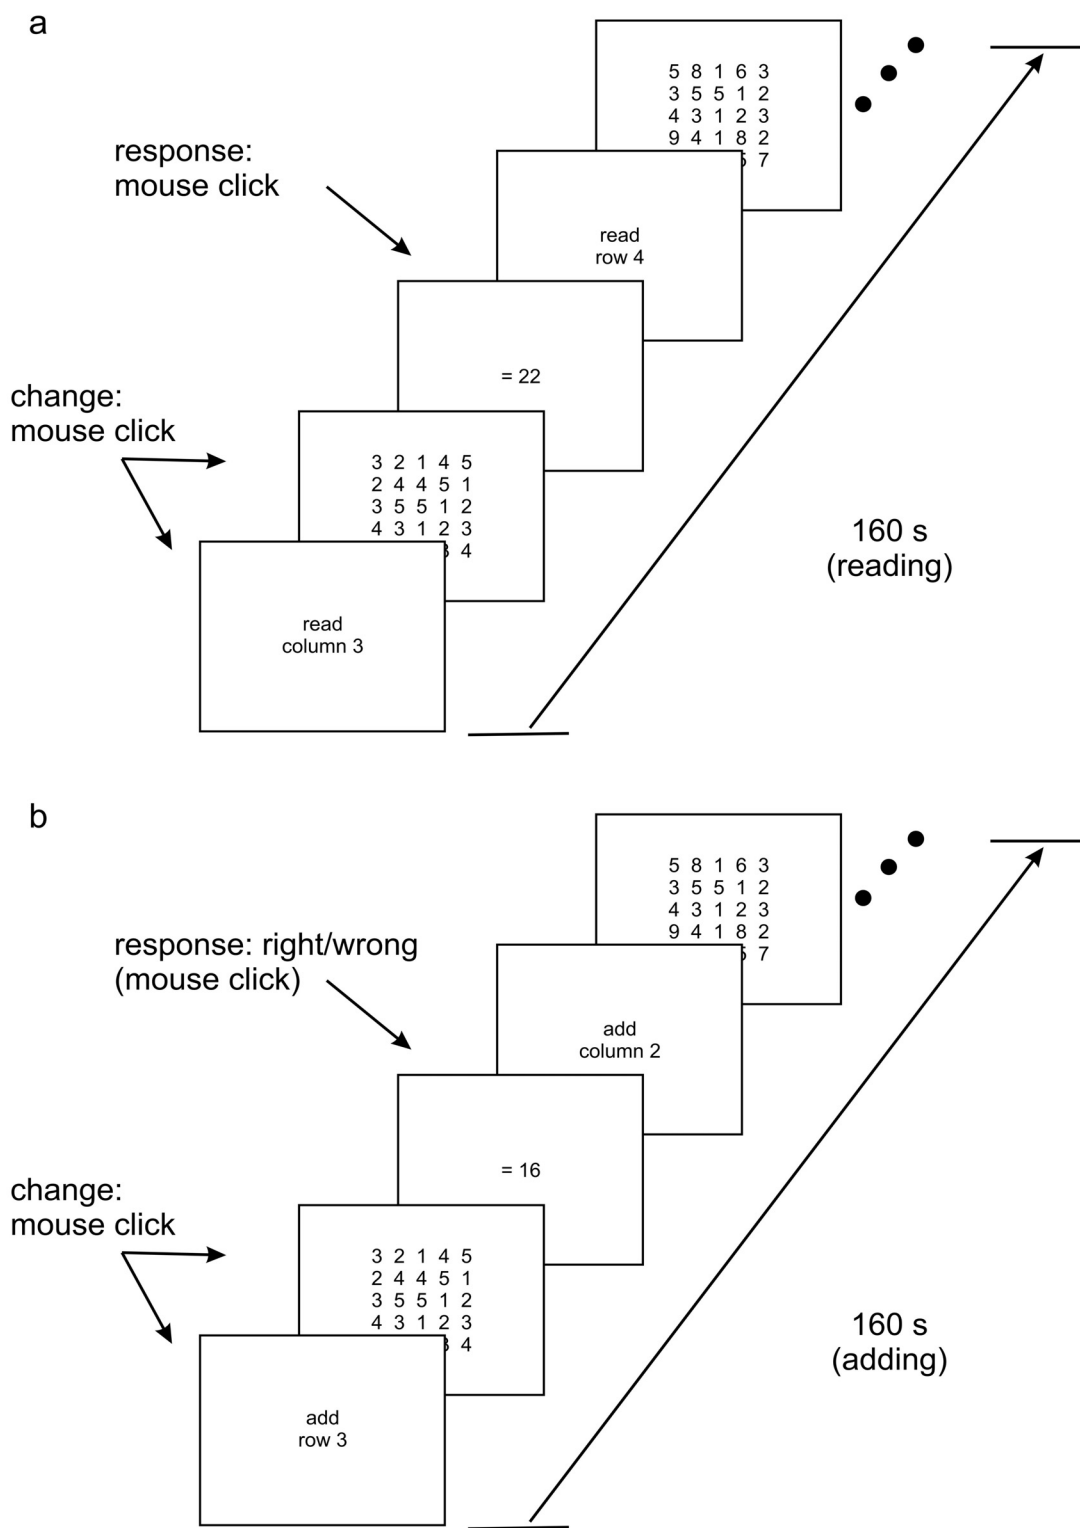 a
5 8 1 6 3
3 5 5 1 2
4 3 1 2 3
9 4 1 8 2
7
response:
mouse click
read
row 4
= 22
change:
mouse click
3 2 1 4 5
2 4 4 5 1
3 5 5 1 2
4 3 1 2 3
4
read
column 3
160 s
(reading)
b
5 8 1 6 3
3 5 5 1 2
4 3 1 2 3
9 4 1 8 2
7
response: right/wrong
(mouse click)
add
column 2
= 16
change:
mouse click
3 2 1 4 5
2 4 4 5 1
3 5 5 1 2
4 3 1 2 3
4
add
row 3
160 s
(adding)